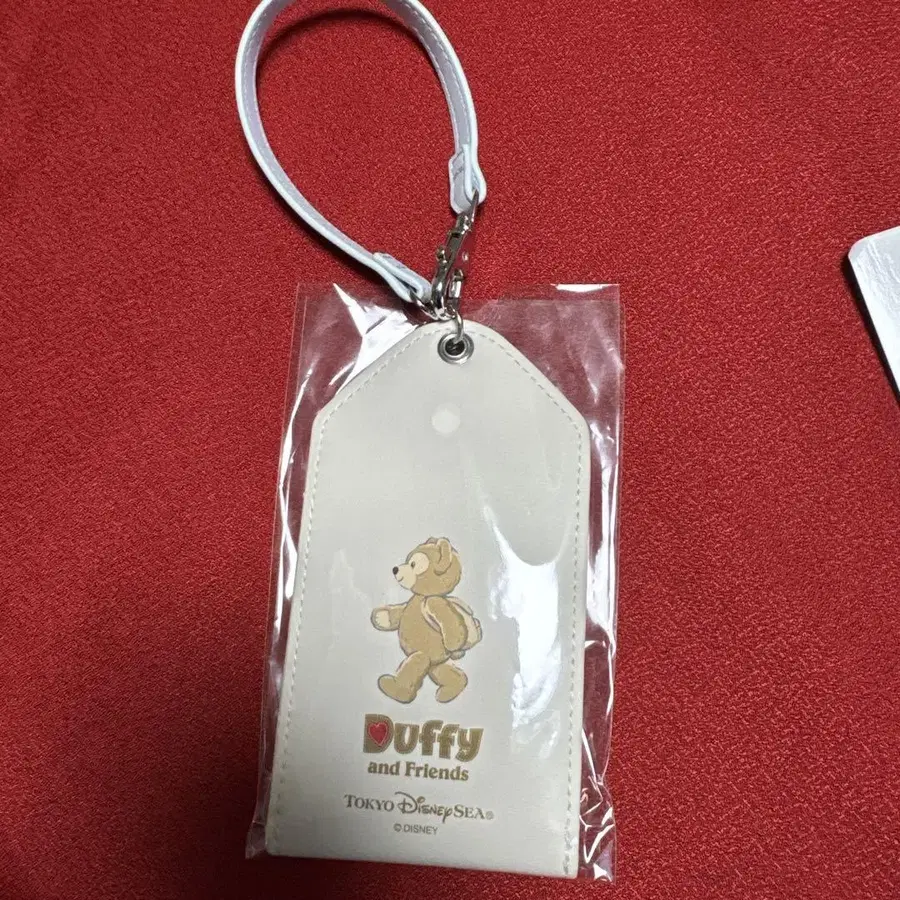 Duffy
and Friends
TOKYO DISNEYSEA®
© DISNEY